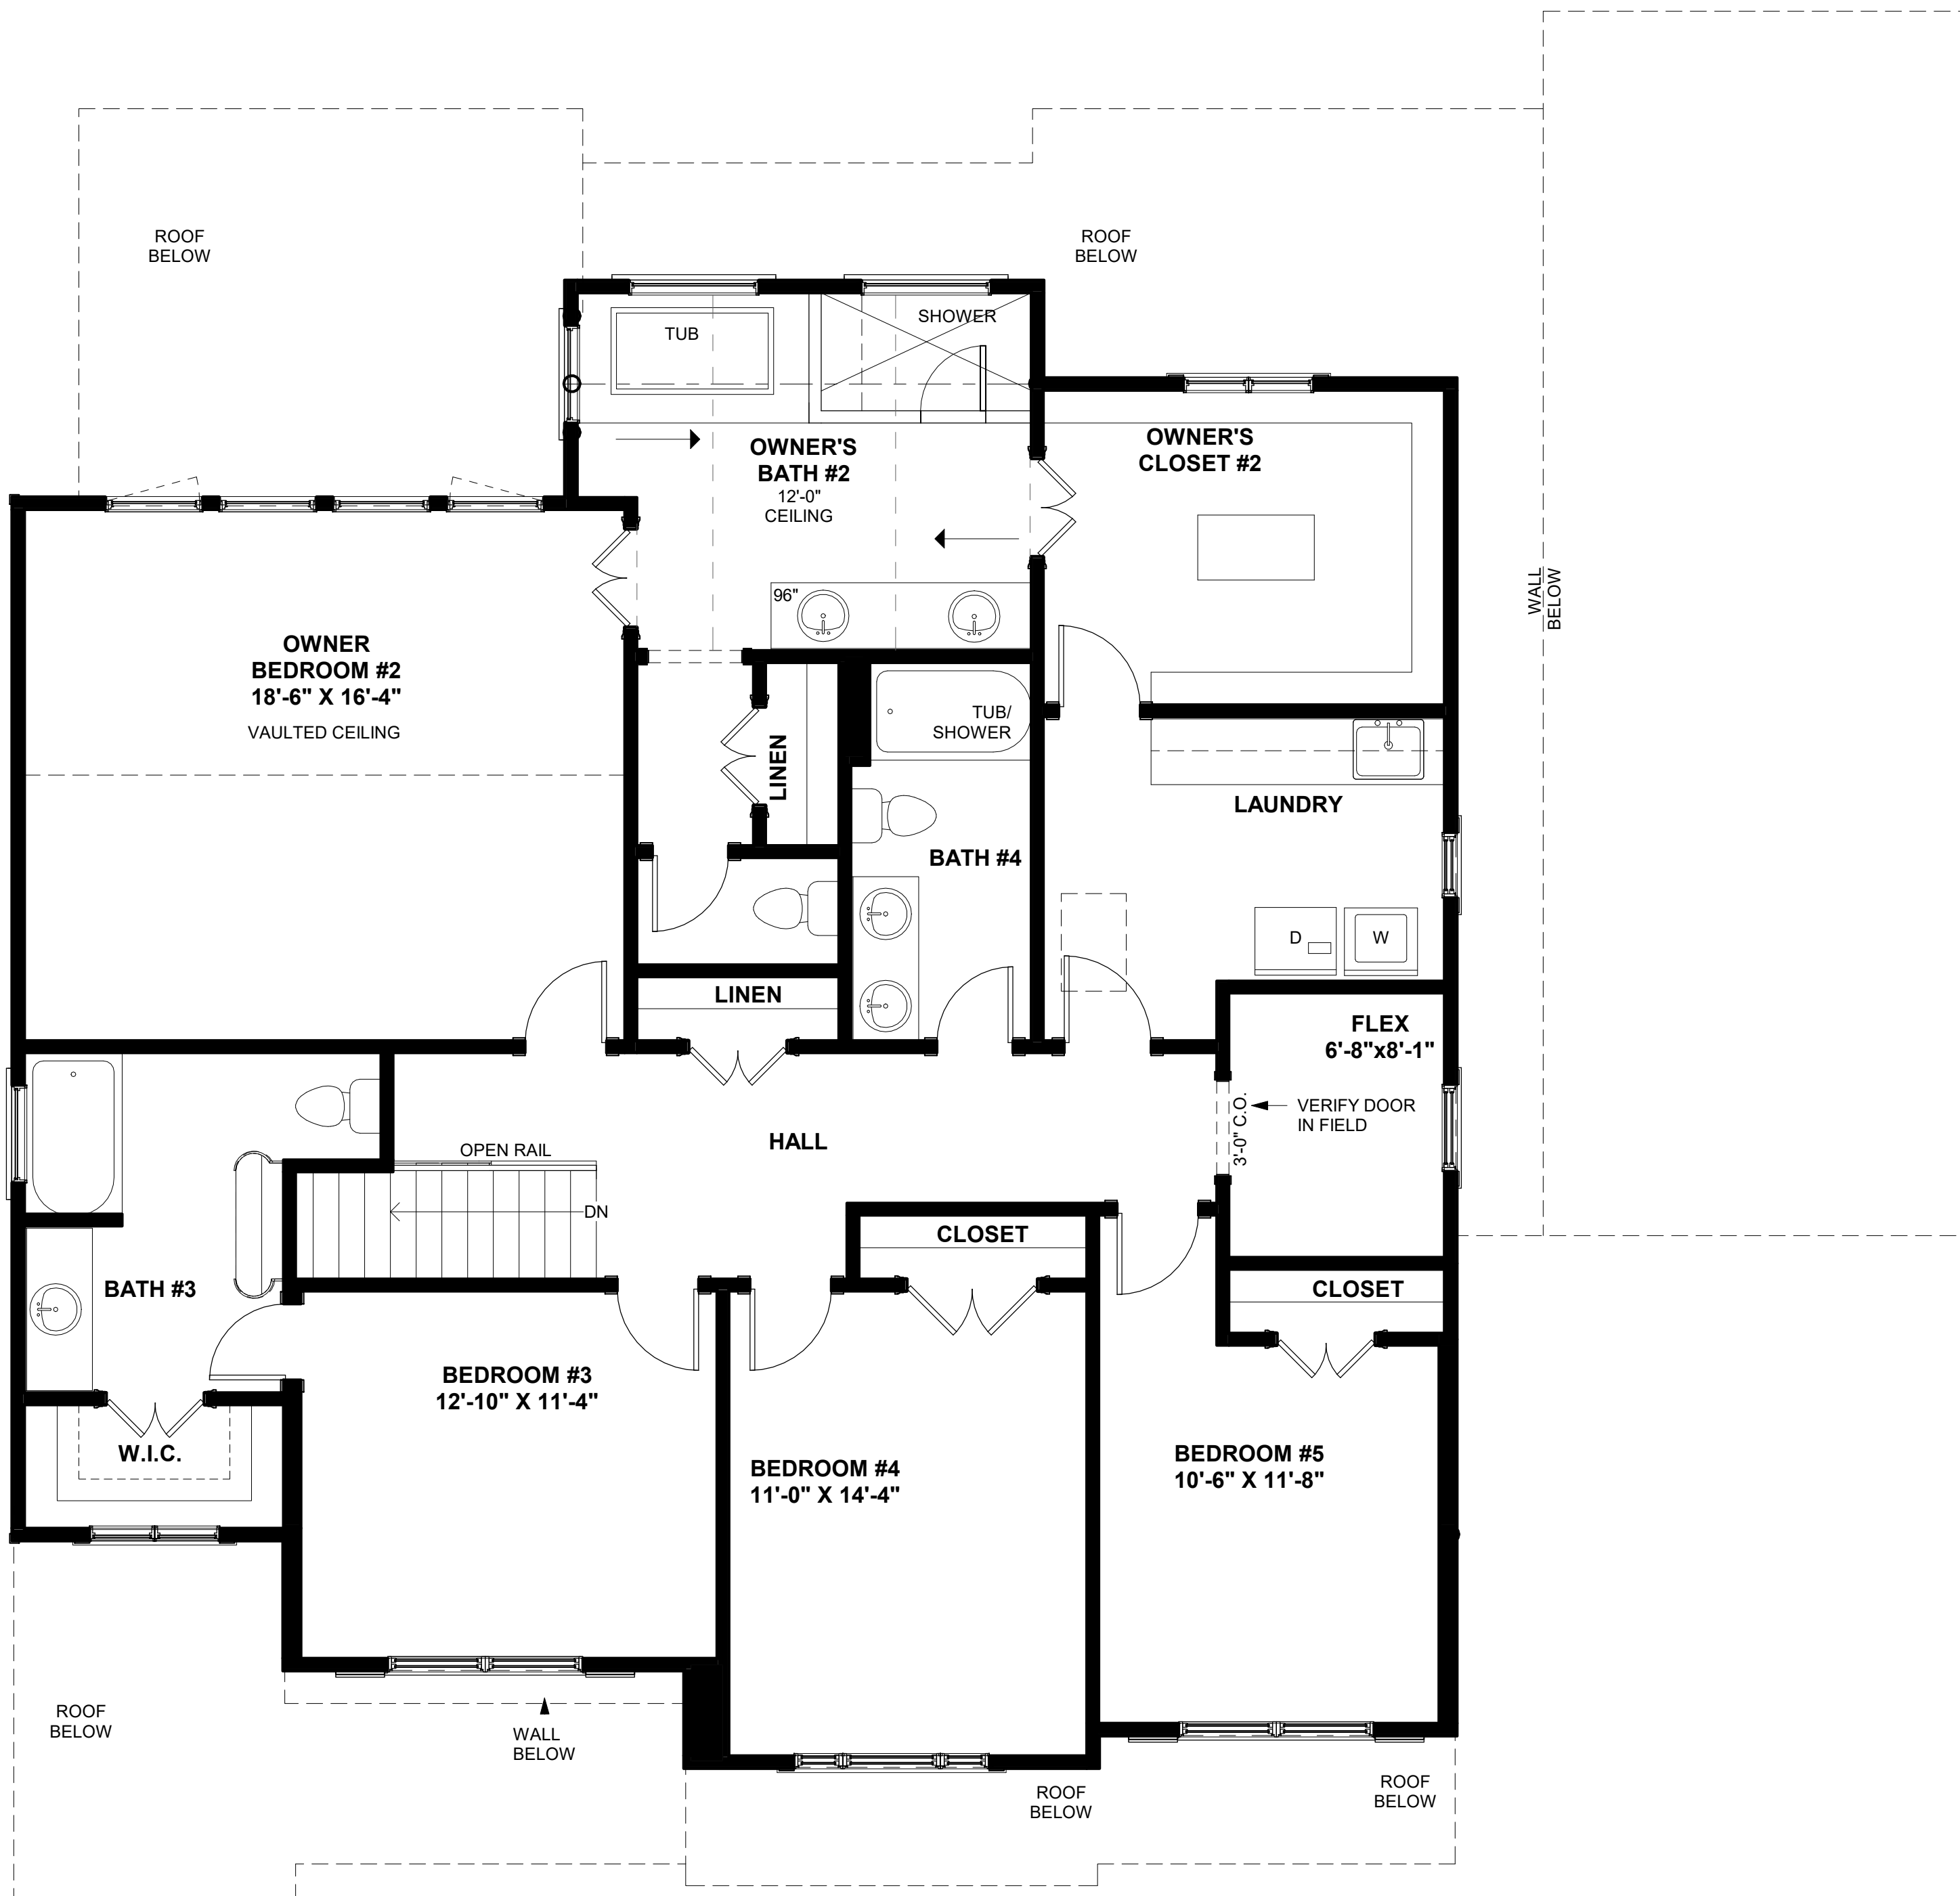 ROOF
BELOW
ROOF
BELOW
TUB
SHOWER
OWNER'S
BATH #2
12'-0"
CEILING
OWNER'S
CLOSET #2
WALL
BELOW
96"
OWNER
BEDROOM #2
18'-6" X 16'-4"
VAULTED CEILING
LINEN
TUB/
SHOWER
LAUNDRY
BATH #4
D
W
LINEN
FLEX
6'-8"x8'-1"
3'-0" C.O.
VERIFY DOOR
IN FIELD
HALL
OPEN RAIL
DN
CLOSET
CLOSET
BATH #3
BEDROOM #3
12'-10" X 11'-4"
W.I.C.
BEDROOM #4
11'-0" X 14'-4"
BEDROOM #5
10'-6" X 11'-8"
ROOF
BELOW
WALL
BELOW
ROOF
BELOW
ROOF
BELOW